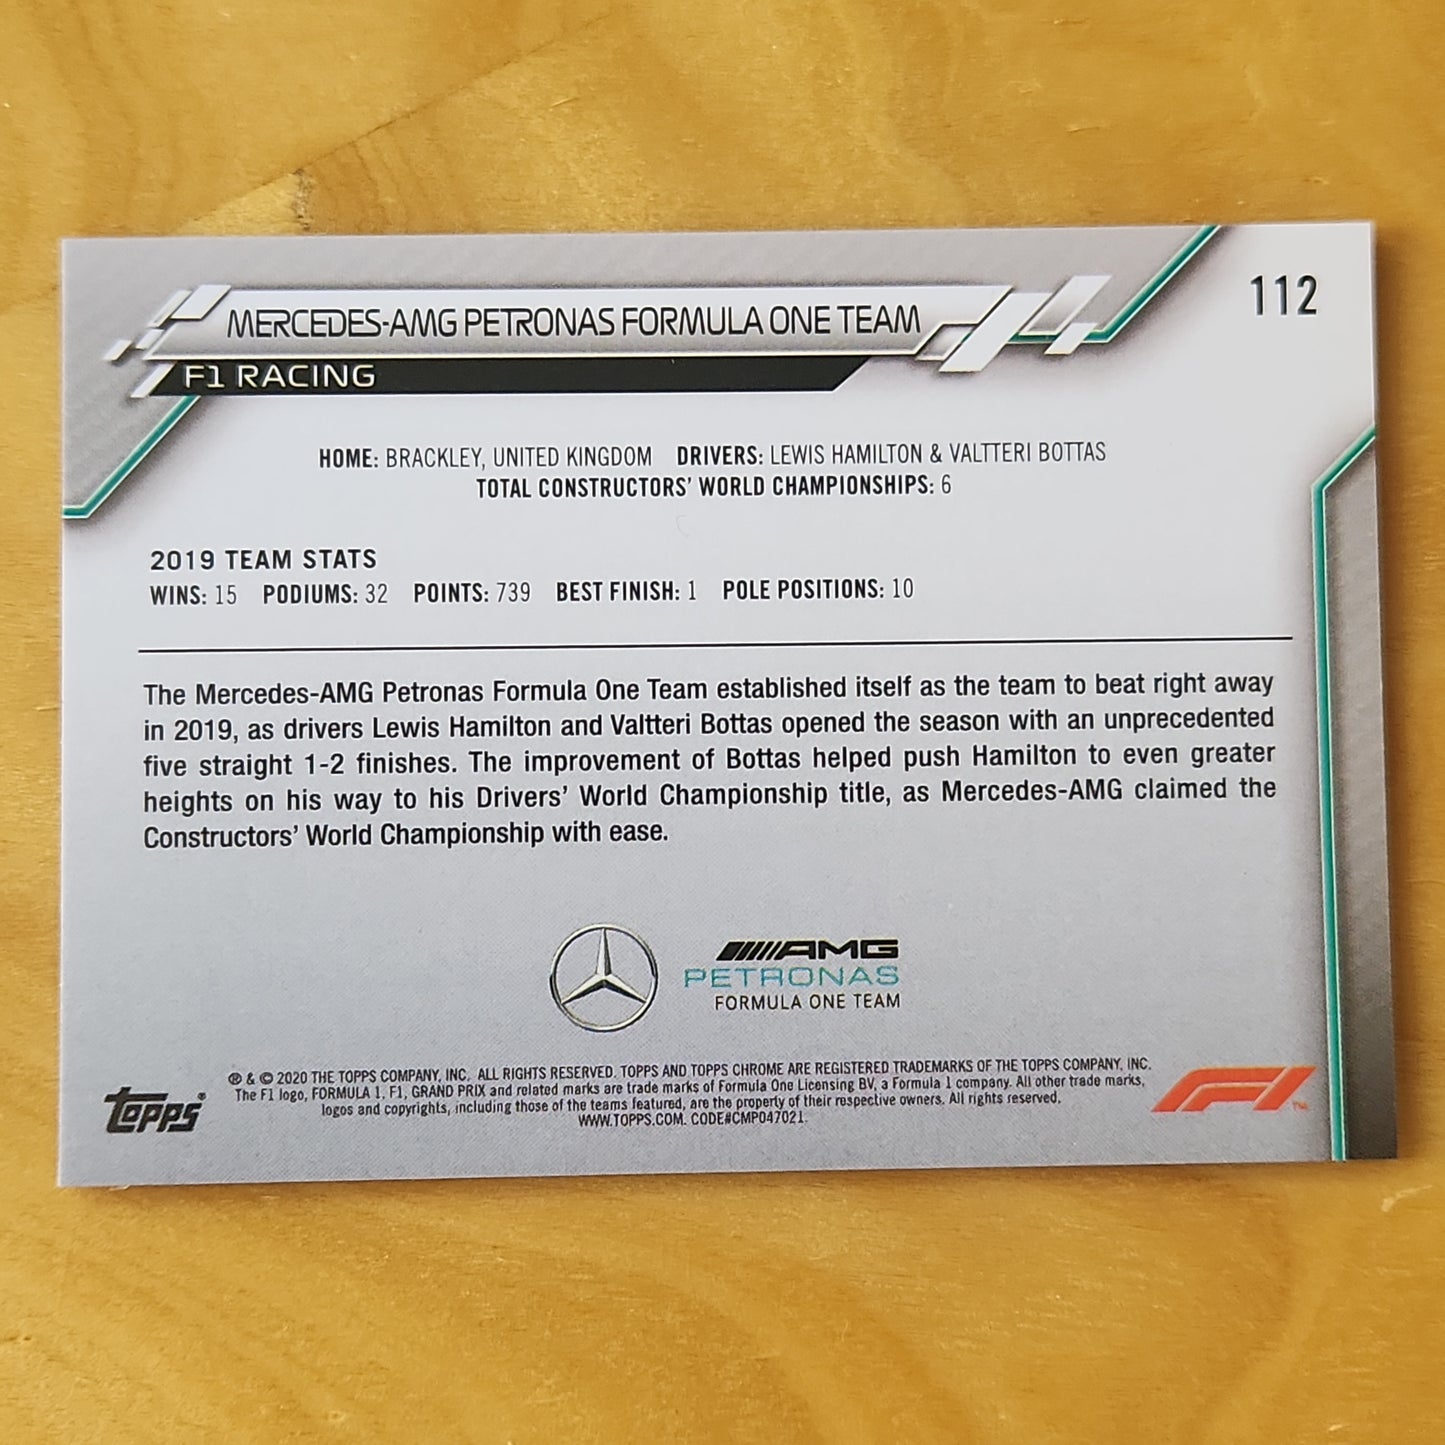 112
MERCEDES-AMG PETRONAS FORMULA ONE TEAM
F1 RACING
HOME: BRACKLEY, UNITED KINGDOM DRIVERS: LEWIS HAMILTON & VALTTERI BOTTAS
TOTAL CONSTRUCTORS' WORLD CHAMPIONSHIPS: 6
2019 TEAM STATS
WINS: 15 PODIUMS: 32 POINTS: 739 BEST FINISH: 1 POLE POSITIONS: 10
The Mercedes-AMG Petronas Formula One Team established itself as the team to beat right away
in 2019, as drivers Lewis Hamilton and Valtteri Bottas opened the season with an unprecedented
five straight 1-2 finishes. The improvement of Bottas helped push Hamilton to even greater
heights on his way to his Drivers' World Championship title, as Mercedes-AMG claimed the
Constructors' World Championship with ease.
AMG
PETRONAS
FORMULA ONE TEAM
® & © 2020 THE TOPPS COMPANY, INC. ALL RIGHTS RESERVED. TOPPS AND TOPPS CHROME ARE REGISTERED TRADEMARKS OF THE TOPPS COMPANY, INC.
The F1 logo, FORMULA 1, F1, GRAND PRIX and related marks are trade marks of Formula One Licensing BV, a Formula 1 company. All other trade marks,
logos and copyrights, including those of the teams featured, are the property of their respective owners. All rights reserved.
WWW.TOPPS.COM. CODE#CMP047021.
TOPPS®
F1™